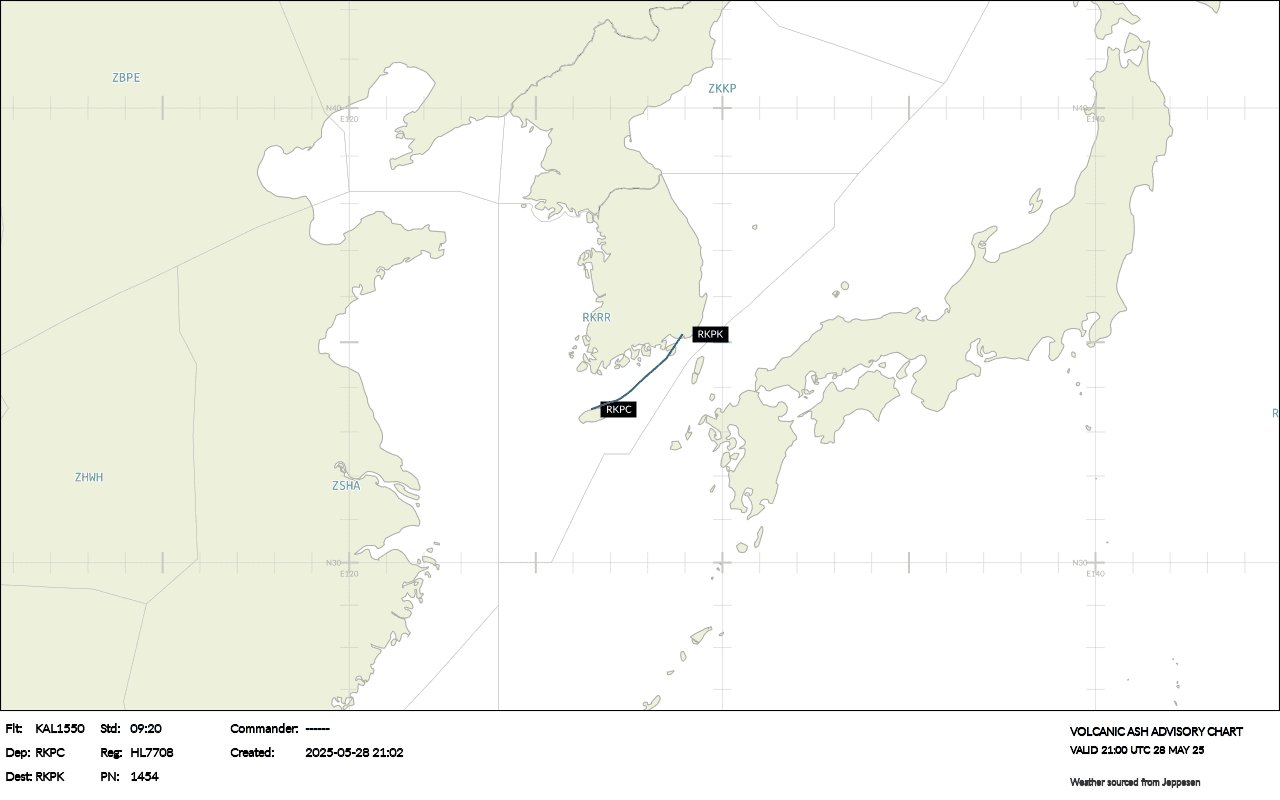 ZBPE
ZKKP
N40
E120
N40
E140
RKRR
RKPK
RKPC
R
ZHWH
ZSHA
N30
E120
N30
E140
Flt: KAL1550 Std: 09:20 Commander: ------
Dep: RKPC Reg: HL7708 Created: 2025-05-28 21:02
Dest: RKPK PN: 1454
VOLCANIC ASH ADVISORY CHART
VALID 21:00 UTC 28 MAY 25
Weather sourced from Jeppesen